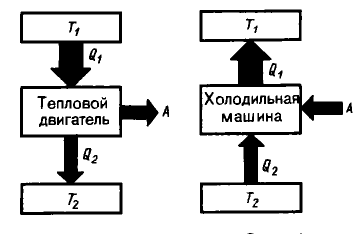 T₁
Q₁
Тепловой
двигатель
A
Q₂
T₂
T₁
Q₁
Холодильная
машина
A
Q₂
T₂